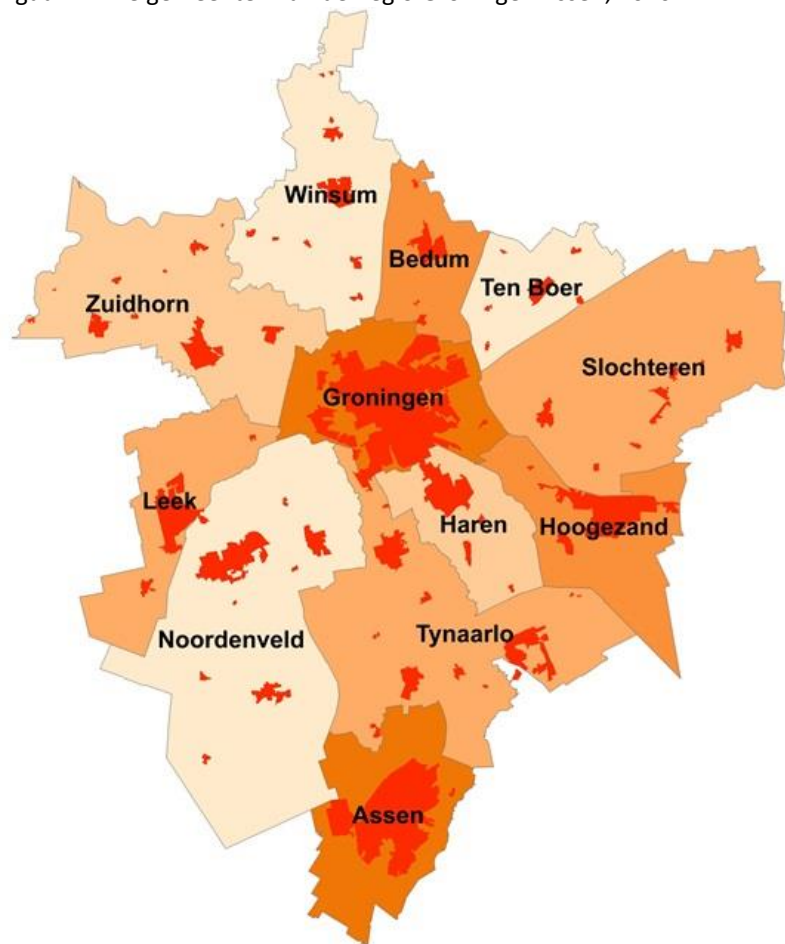 Winsum
Bedum
Ten Boer
Zuidhorn
Slochteren
Groningen
Leek
Haren
Hoogezand
Noordenveld
Tynaarlo
Assen